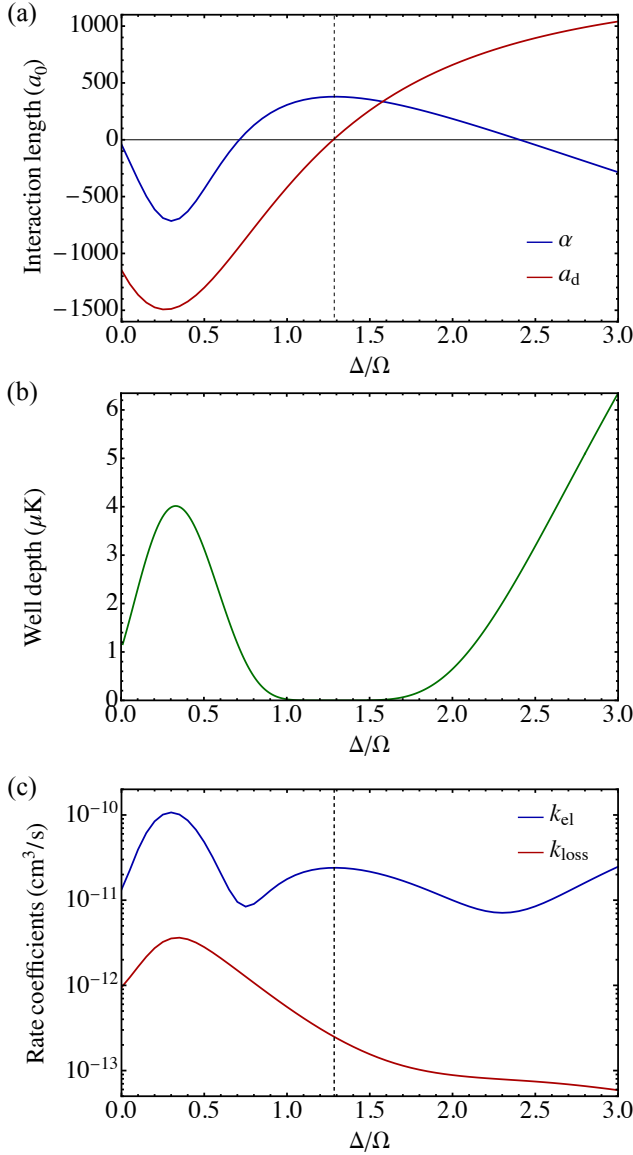 (a)
Interaction length (a₀)
1000
500
0
−500
−1000
−1500
α
a_d
0.0 0.5 1.0 1.5 2.0 2.5 3.0
Δ/Ω
(b)
Well depth (μK)
6
5
4
3
2
1
0
0.0 0.5 1.0 1.5 2.0 2.5 3.0
Δ/Ω
(c)
Rate coefficients (cm³/s)
10⁻¹⁰
10⁻¹¹
10⁻¹²
10⁻¹³
k_el
k_loss
0.0 0.5 1.0 1.5 2.0 2.5 3.0
Δ/Ω